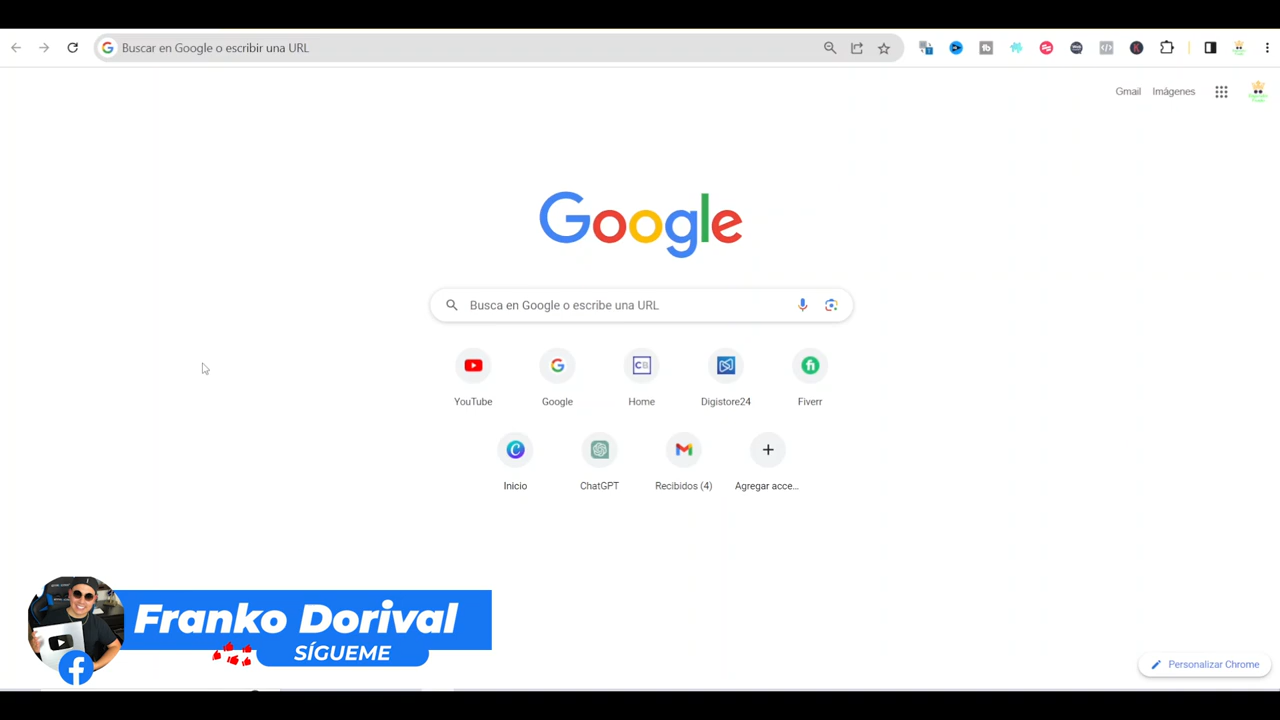 Buscar en Google o escribir una URL
Gmail
Imágenes
Google
Busca en Google o escribe una URL
YouTube
Google
Home
Digistore24
Fiverr
Inicio
ChatGPT
Recibidos (4)
Agregar acce...
Franko Dorival
SÍGUEME
Personalizar Chrome